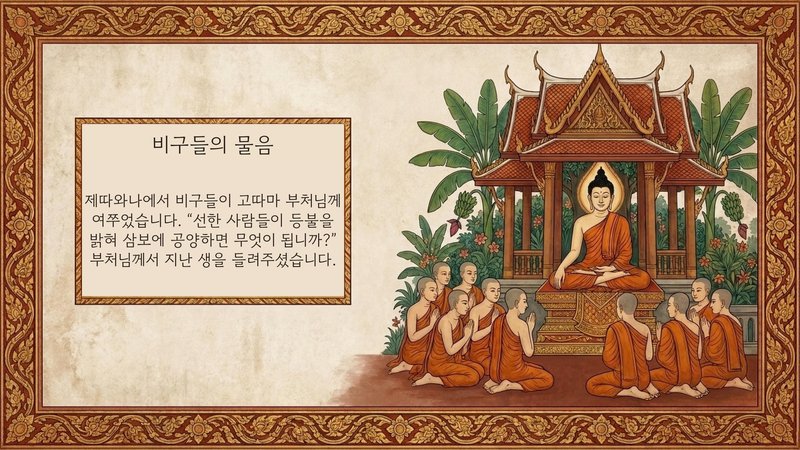 비구들의 물음
제따와나에서 비구들이 고따마 부처님께
여쭈었습니다. “선한 사람들이 등불을
밝혀 삼보에 공양하면 무엇이 됩니까?”
부처님께서 지난 생을 들려주셨습니다.